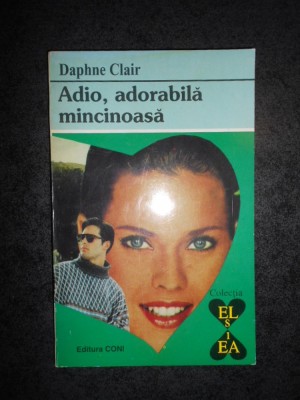 Daphne Clair
Adio, adorabilă
mincinoasă
Colecția
EL
ȘI
EA
Editura CONI